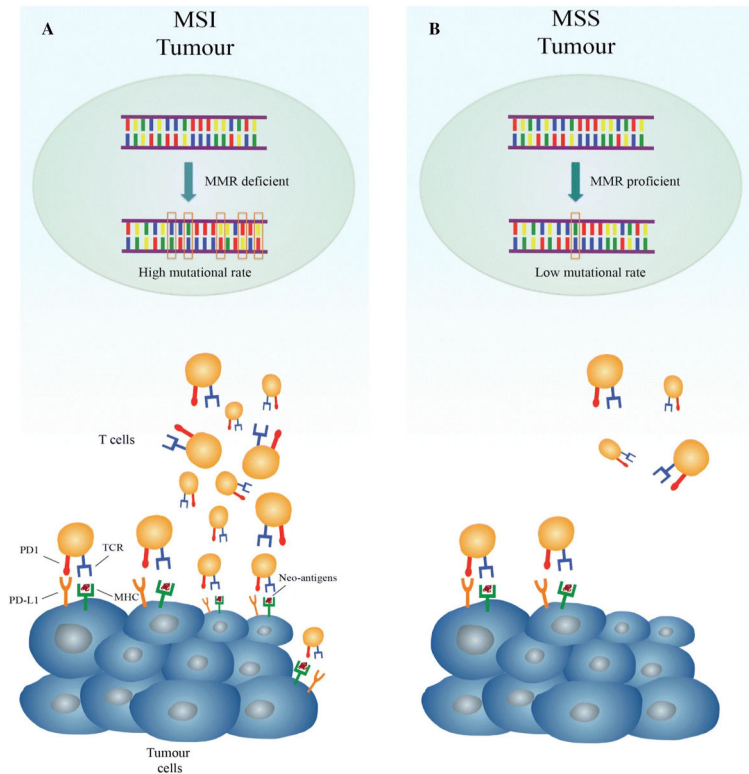 A
MSI
Tumour
MMR deficient
High mutational rate
T cells
PD1
TCR
PD-L1
MHC
Neo-antigens
Tumour
cells
B
MSS
Tumour
MMR proficient
Low mutational rate